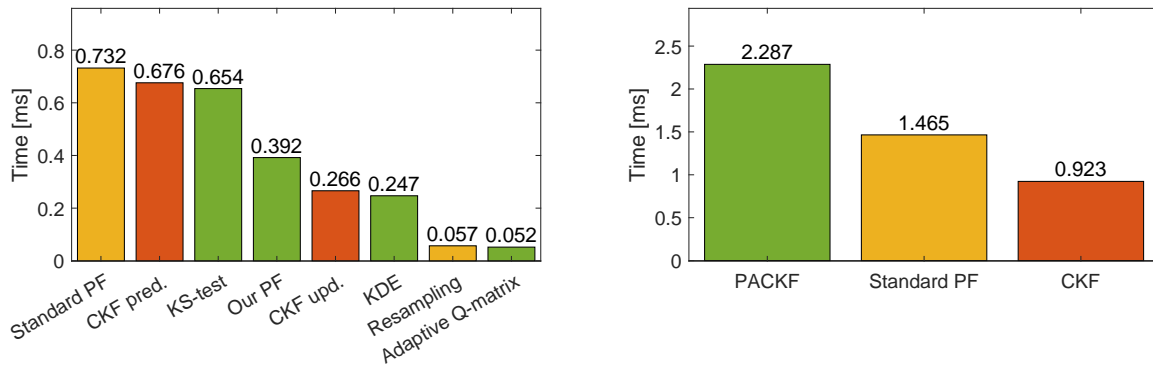 Time [ms]
0.8
0.6
0.4
0.2
0
0.732
0.676
0.654
0.392
0.266
0.247
0.057
0.052
Standard PF
CKF pred.
KS-test
Our PF
CKF upd.
KDE
Resampling
Adaptive Q-matrix
Time [ms]
2.5
2
1.5
1
0.5
0
2.287
1.465
0.923
PACKF
Standard PF
CKF